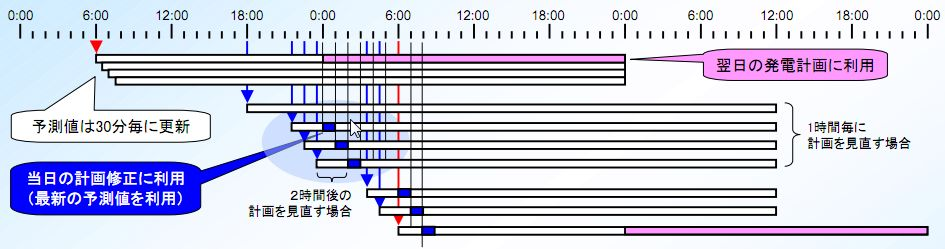 0:00 6:00 12:00 18:00 0:00 6:00 12:00 18:00 0:00 6:00 12:00 18:00 0:00
翌日の発電計画に利用
予測値は30分毎に更新
1時間毎に
計画を見直す場合
当日の計画修正に利用
(最新の予測値を利用)
2時間後の
計画を見直す場合